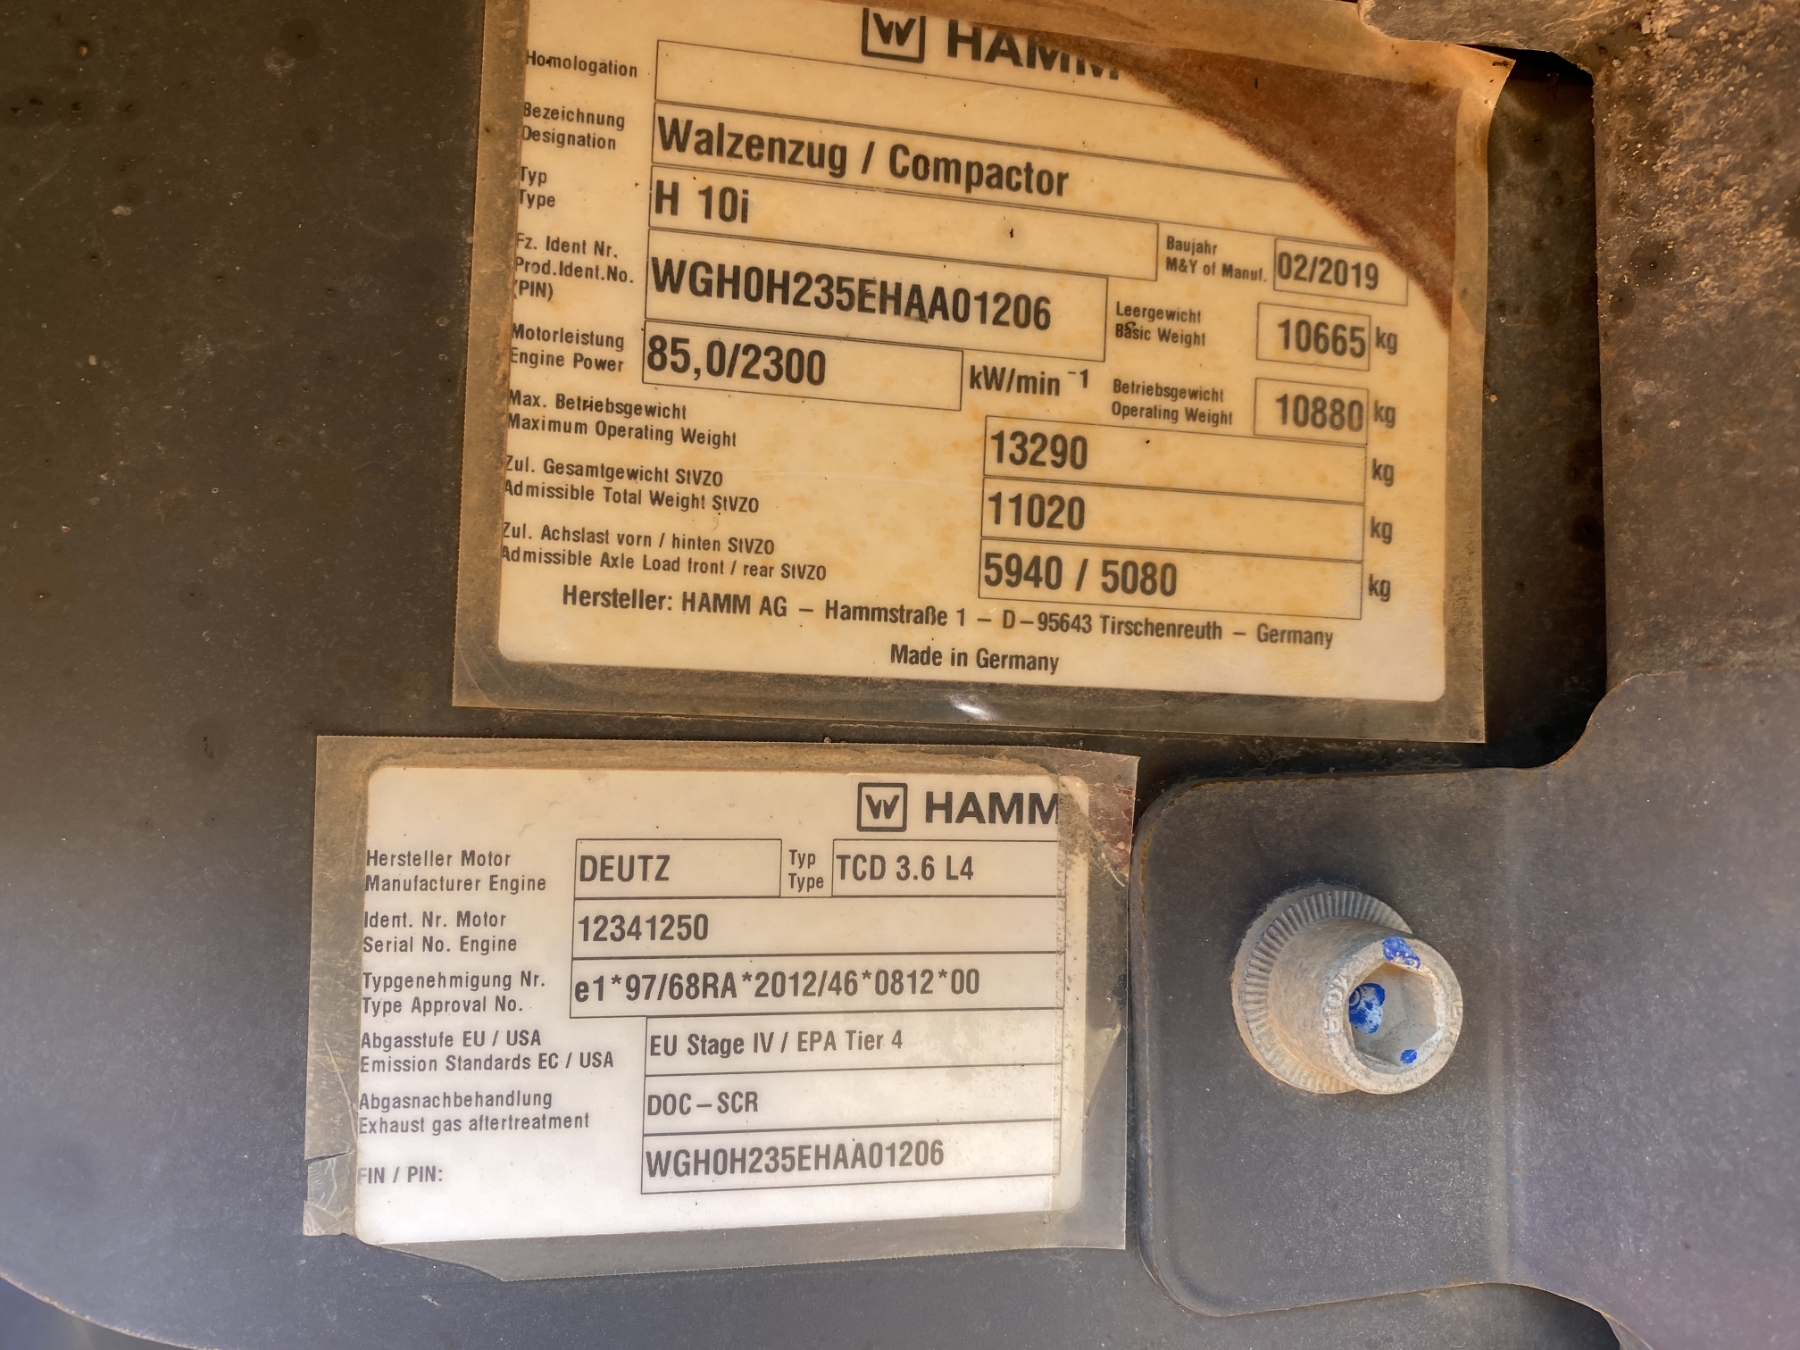 HAMM
Homologation
Bezeichnung
Designation
Walzenzug / Compactor
Typ
Type
H 10i
Baujahr
M&Y of Manuf.
02/2019
Fz. Ident Nr.
Prod.Ident.No.
(PIN)
WGH0H235EHAA01206
Leergewicht
Basic Weight
10665 kg
Motorleistung
Engine Power
85,0/2300 kW/min ⁻1
Betriebsgewicht
Operating Weight
10880 kg
Max. Betriebsgewicht
Maximum Operating Weight
13290 kg
Zul. Gesamtgewicht StVZO
Admissible Total Weight StVZO
11020 kg
Zul. Achslast vorn / hinten StVZO
Admissible Axle Load front / rear StVZO
5940 / 5080 kg
Hersteller: HAMM AG – Hammstraße 1 – D–95643 Tirschenreuth – Germany
Made in Germany
HAMM
Hersteller Motor
Manufacturer Engine
DEUTZ
Typ
Type
TCD 3.6 L4
Ident. Nr. Motor
Serial No. Engine
12341250
Typgenehmigung Nr.
Type Approval No.
e1*97/68RA*2012/46*0812*00
Abgasstufe EU / USA
Emission Standards EC / USA
EU Stage IV / EPA Tier 4
Abgasnachbehandlung
Exhaust gas aftertreatment
DOC–SCR
FIN / PIN:
WGH0H235EHAA01206